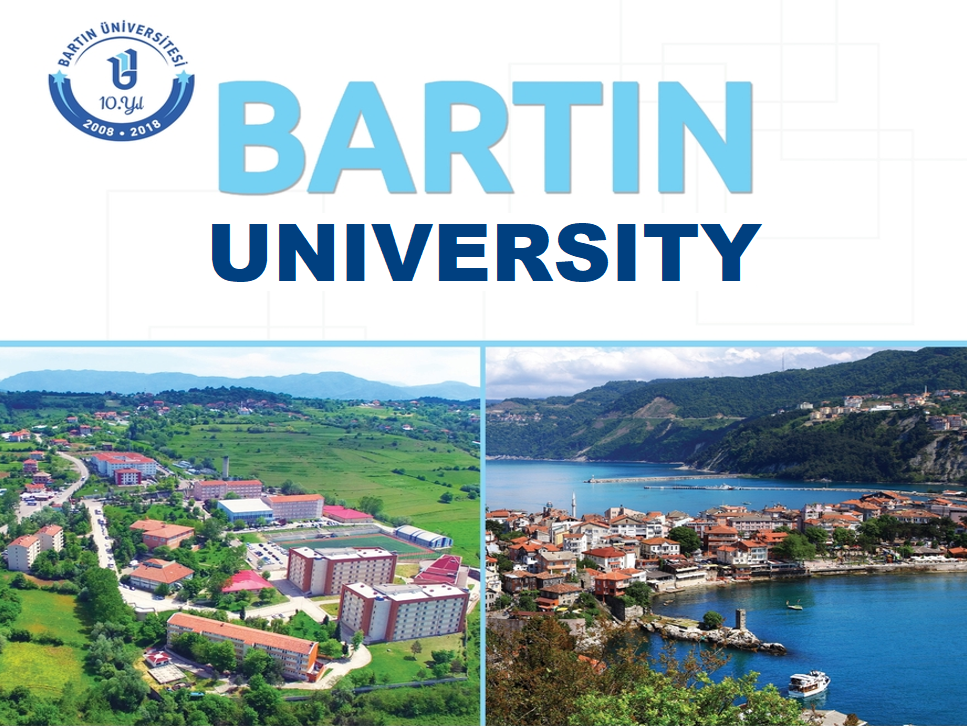 BARTIN ÜNİVERSİTESİ
10.Yıl
2008 • 2018
BARTIN
UNIVERSITY